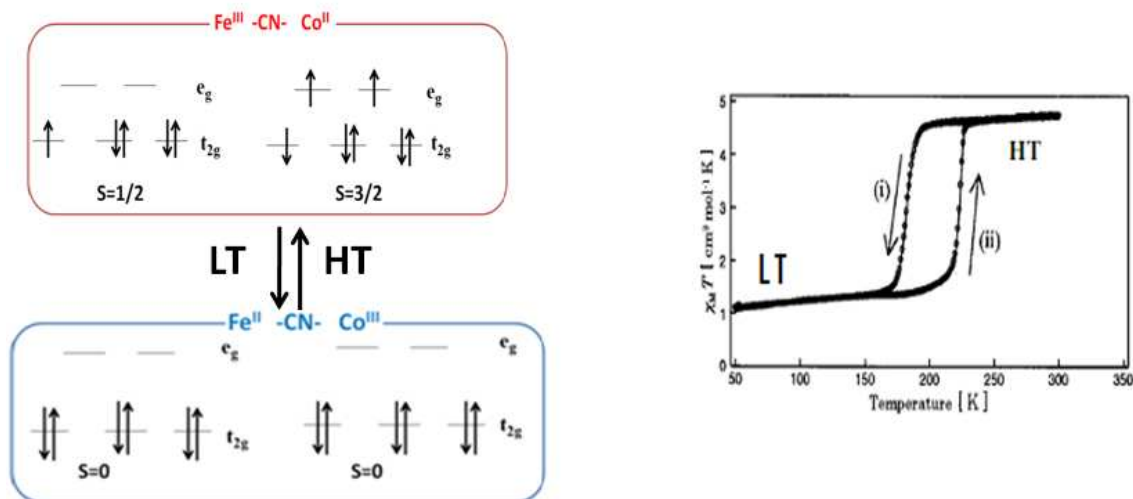 Fe^III -CN- Co^II
e_g e_g
t_2g t_2g
S=1/2 S=3/2
LT HT
Fe^II -CN- Co^III
e_g e_g
t_2g t_2g
S=0 S=0
χ_M T [ cm³ mol⁻¹ K ]
5
4
3
2
1
0
HT
(i)
(ii)
LT
50 100 150 200 250 300 350
Temperature [ K ]